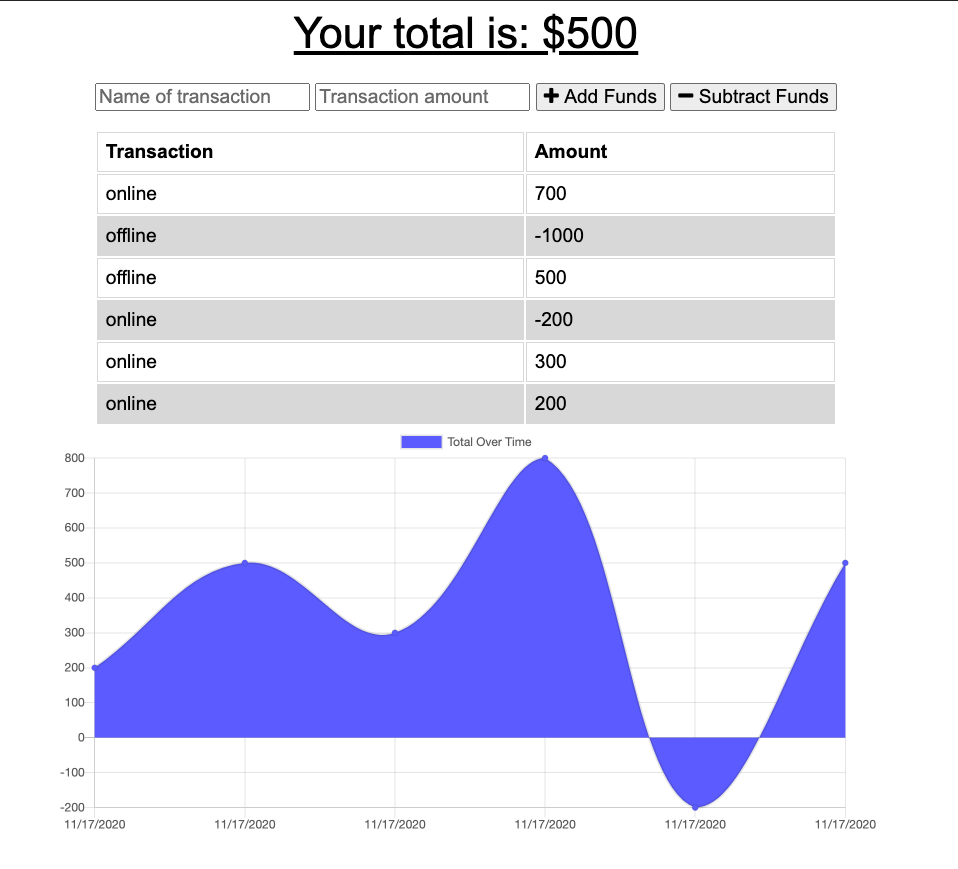 Your total is: $500
Name of transaction Transaction amount + Add Funds − Subtract Funds
Transaction Amount
online 700
offline -1000
offline 500
online -200
online 300
online 200
Total Over Time
800
700
600
500
400
300
200
100
0
-100
-200
11/17/2020 11/17/2020 11/17/2020 11/17/2020 11/17/2020 11/17/2020